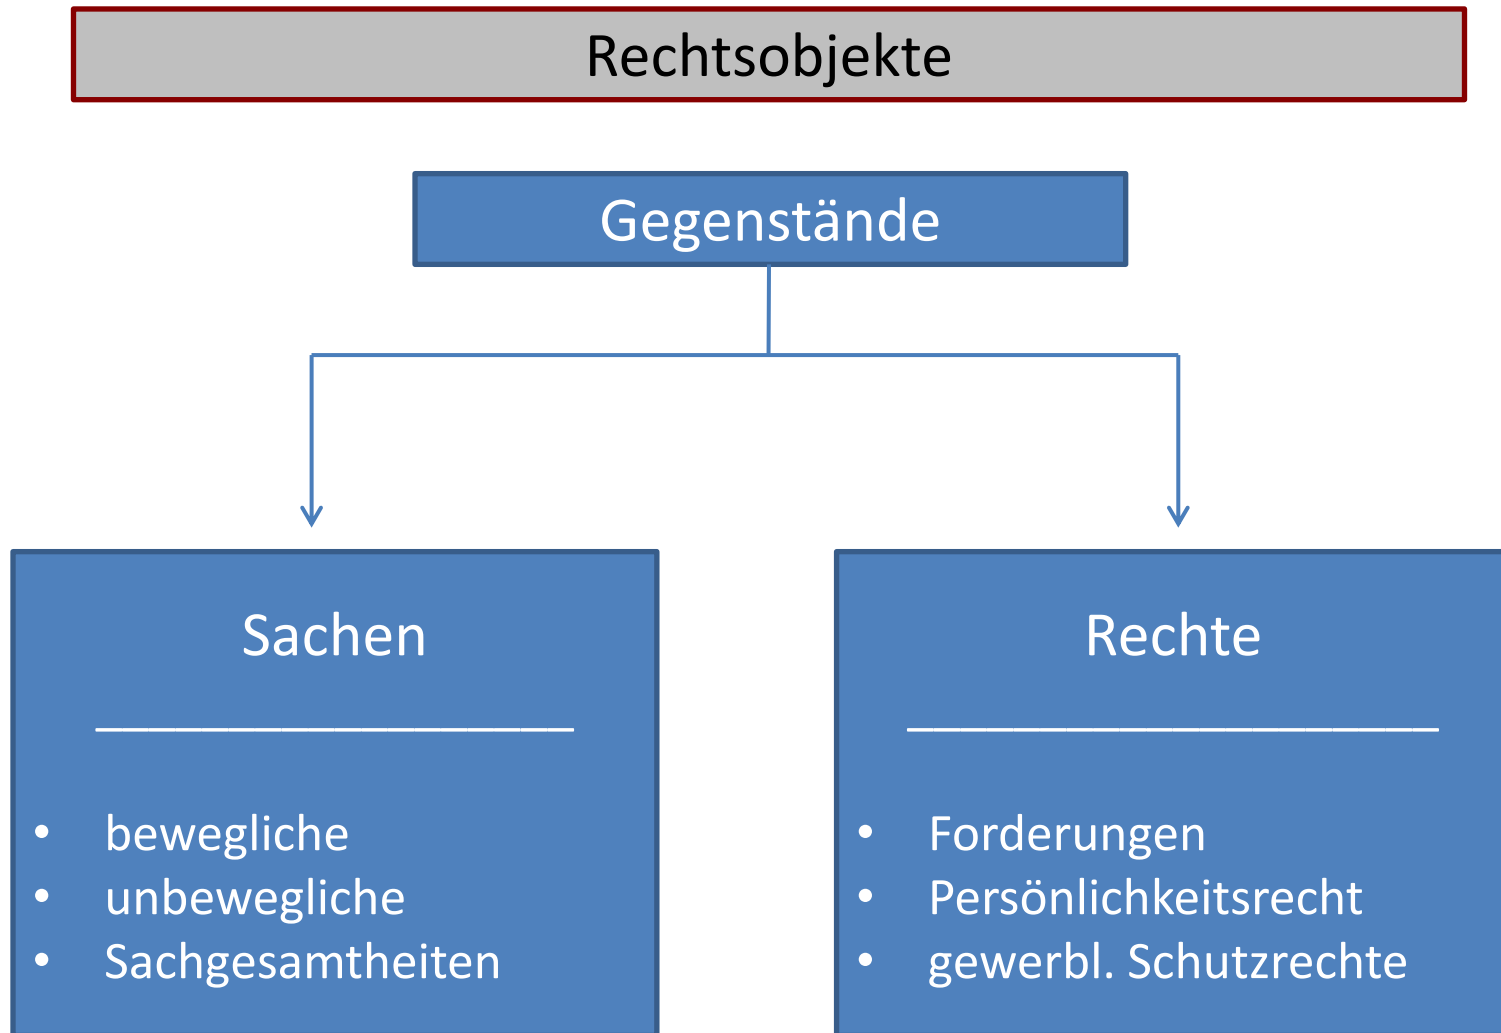 Rechtsobjekte
Gegenstände
Sachen
• bewegliche
• unbewegliche
• Sachgesamtheiten
Rechte
• Forderungen
• Persönlichkeitsrecht
• gewerbl. Schutzrechte